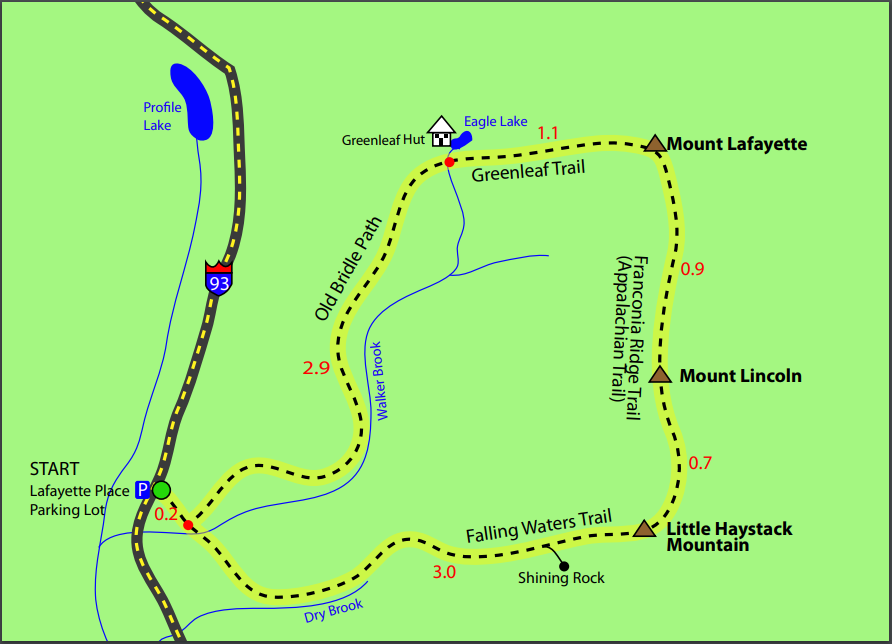 Profile
Lake
Eagle Lake
Greenleaf Hut
1.1
Mount Lafayette
Greenleaf Trail
Old Bridle Path
93
0.9
Franconia Ridge Trail
(Appalachian Trail)
2.9
Walker Brook
Mount Lincoln
START
Lafayette Place
Parking Lot
P
0.2
0.7
Falling Waters Trail
Little Haystack
Mountain
3.0
Shining Rock
Dry Brook